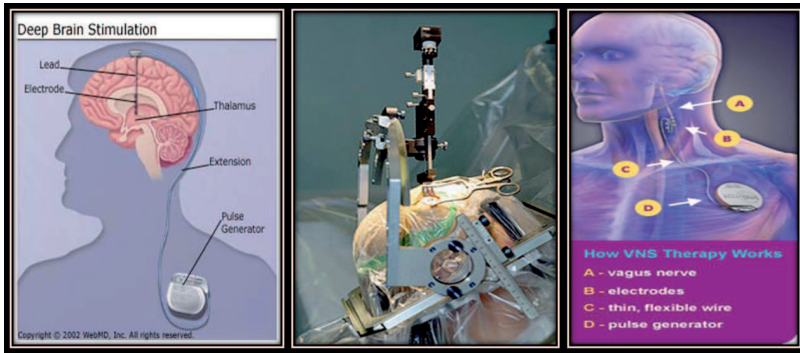 Deep Brain Stimulation
Lead
Electrode
Thalamus
Extension
Pulse
Generator
Copyright © 2002 WebMD, Inc. All rights reserved.
A
B
C
D
How VNS Therapy Works
A - vagus nerve
B - electrodes
C - thin, flexible wire
D - pulse generator